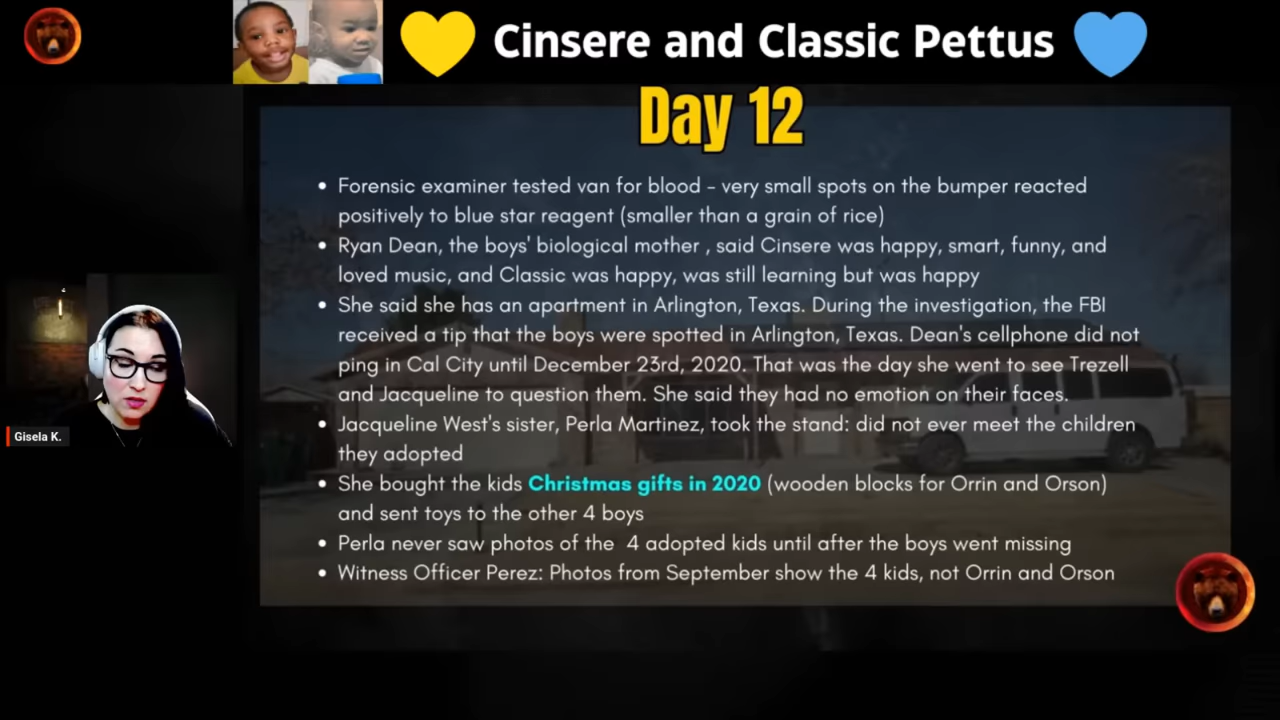 Cinsere and Classic Pettus
Day 12
• Forensic examiner tested van for blood - very small spots on the bumper reacted
positively to blue star reagent (smaller than a grain of rice)
• Ryan Dean, the boys' biological mother , said Cinsere was happy, smart, funny, and
loved music, and Classic was happy, was still learning but was happy
• She said she has an apartment in Arlington, Texas. During the investigation, the FBI
received a tip that the boys were spotted in Arlington, Texas. Dean's cellphone did not
ping in Cal City until December 23rd, 2020. That was the day she went to see Trezell
and Jacqueline to question them. She said they had no emotion on their faces.
• Jacqueline West's sister, Perla Martinez, took the stand: did not ever meet the children
they adopted
• She bought the kids Christmas gifts in 2020 (wooden blocks for Orrin and Orson)
and sent toys to the other 4 boys
• Perla never saw photos of the 4 adopted kids until after the boys went missing
• Witness Officer Perez: Photos from September show the 4 kids, not Orrin and Orson
Gisela K.